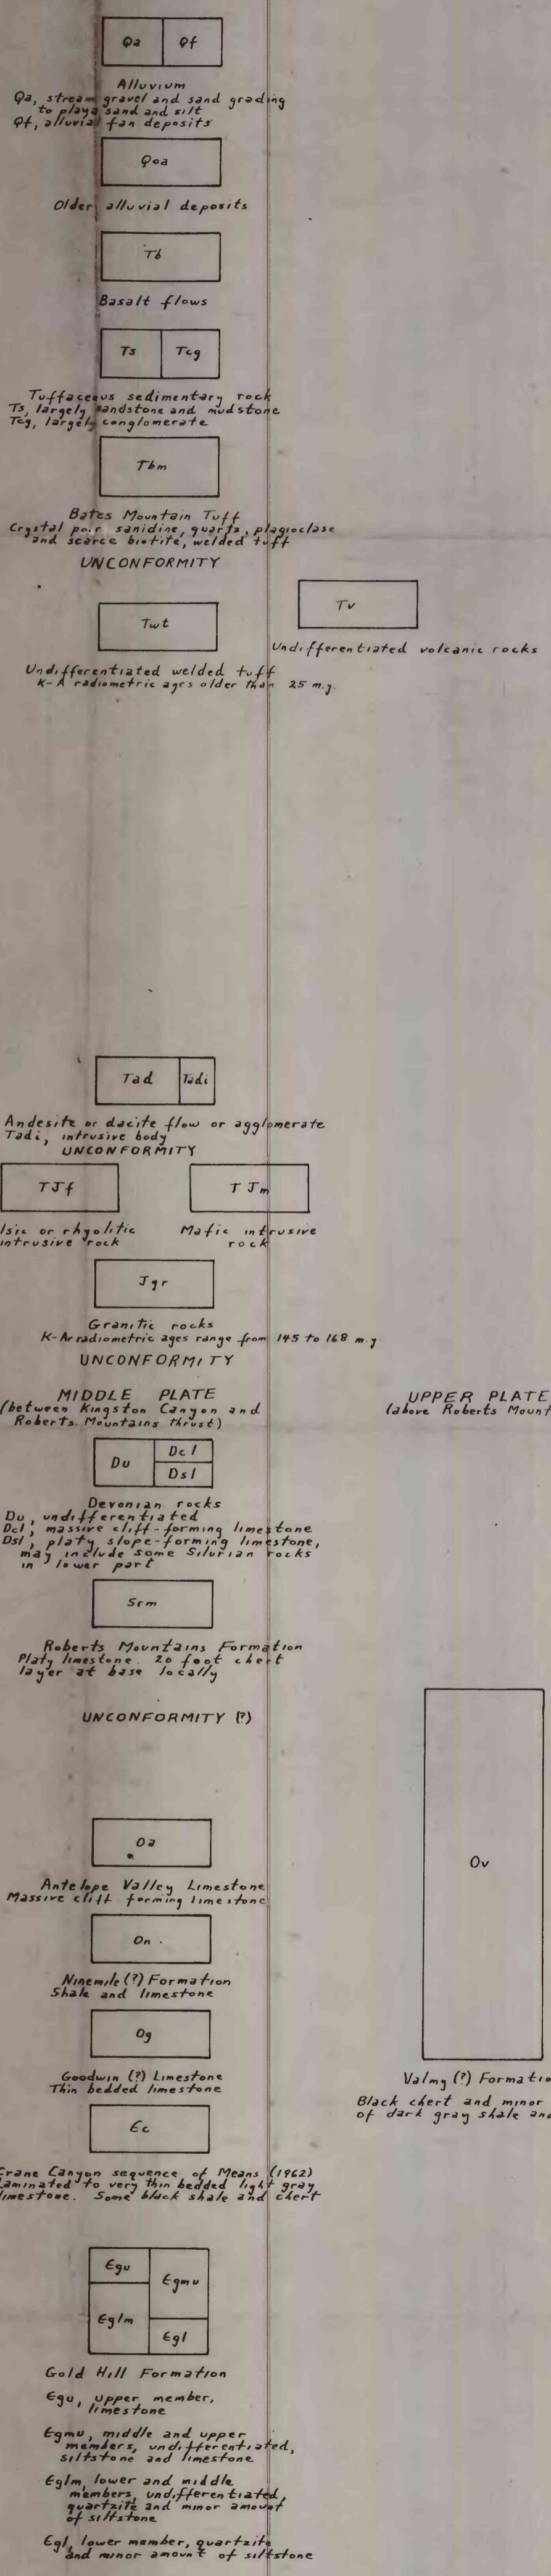 Qa Qf
Alluvium
Qa, stream gravel and sand grading
to playa sand and silt
Qf, alluvial fan deposits
Qoa
Older alluvial deposits
Tb
Basalt flows
Ts Tcg
Tuffaceous sedimentary rock
Ts, largely sandstone and mudstone
Tcg, largely conglomerate
Tbm
Bates Mountain Tuff
Crystal poor sanidine, quartz, plagioclase
and scarce biotite, welded tuff
UNCONFORMITY
Twt
Undifferentiated welded tuff
K-A radiometric ages older than 25 m.y.
Tv
Undifferentiated volcanic rocks
Tad Tadi
Andesite or dacite flow or agglomerate
Tadi, intrusive body
UNCONFORMITY
TJf
lsic or rhyolitic
intrusive rock
TJm
Mafic intrusive
rock
Jgr
Granitic rocks
K-Ar radiometric ages range from 145 to 168 m.y
UNCONFORMITY
MIDDLE PLATE
(between Kingston Canyon and
Roberts Mountains thrust)
UPPER PLATE
(above Roberts Mount
Du Dcl
Dsl
Devonian rocks
Du, undifferentiated
Dcl, massive cliff-forming limestone
Dsl, platy slope-forming limestone,
may include some Silurian rocks
in lower part
Srm
Roberts Mountains Formation
Platy limestone. 20 foot chert
layer at base locally
UNCONFORMITY (?)
Oa
Antelope Valley Limestone
Massive cliff forming limestone
On
Ninemile (?) Formation
Shale and limestone
Og
Goodwin (?) Limestone
Thin bedded limestone
Ov
Valmy (?) Formatio
Black chert and minor
of dark gray shale and
Єc
Crane Canyon sequence of Means (1962)
Laminated to very thin bedded light gray
limestone. Some black shale and chert
Єgu Єgmu
Єglm Єgl
Gold Hill Formation
Єgu, upper member,
limestone
Єgmu, middle and upper
members, undifferentiated,
siltstone and limestone
Єglm, lower and middle
members, undifferentiated,
quartzite and minor amount
of siltstone
Єgl, lower member, quartzite
and minor amount of siltstone